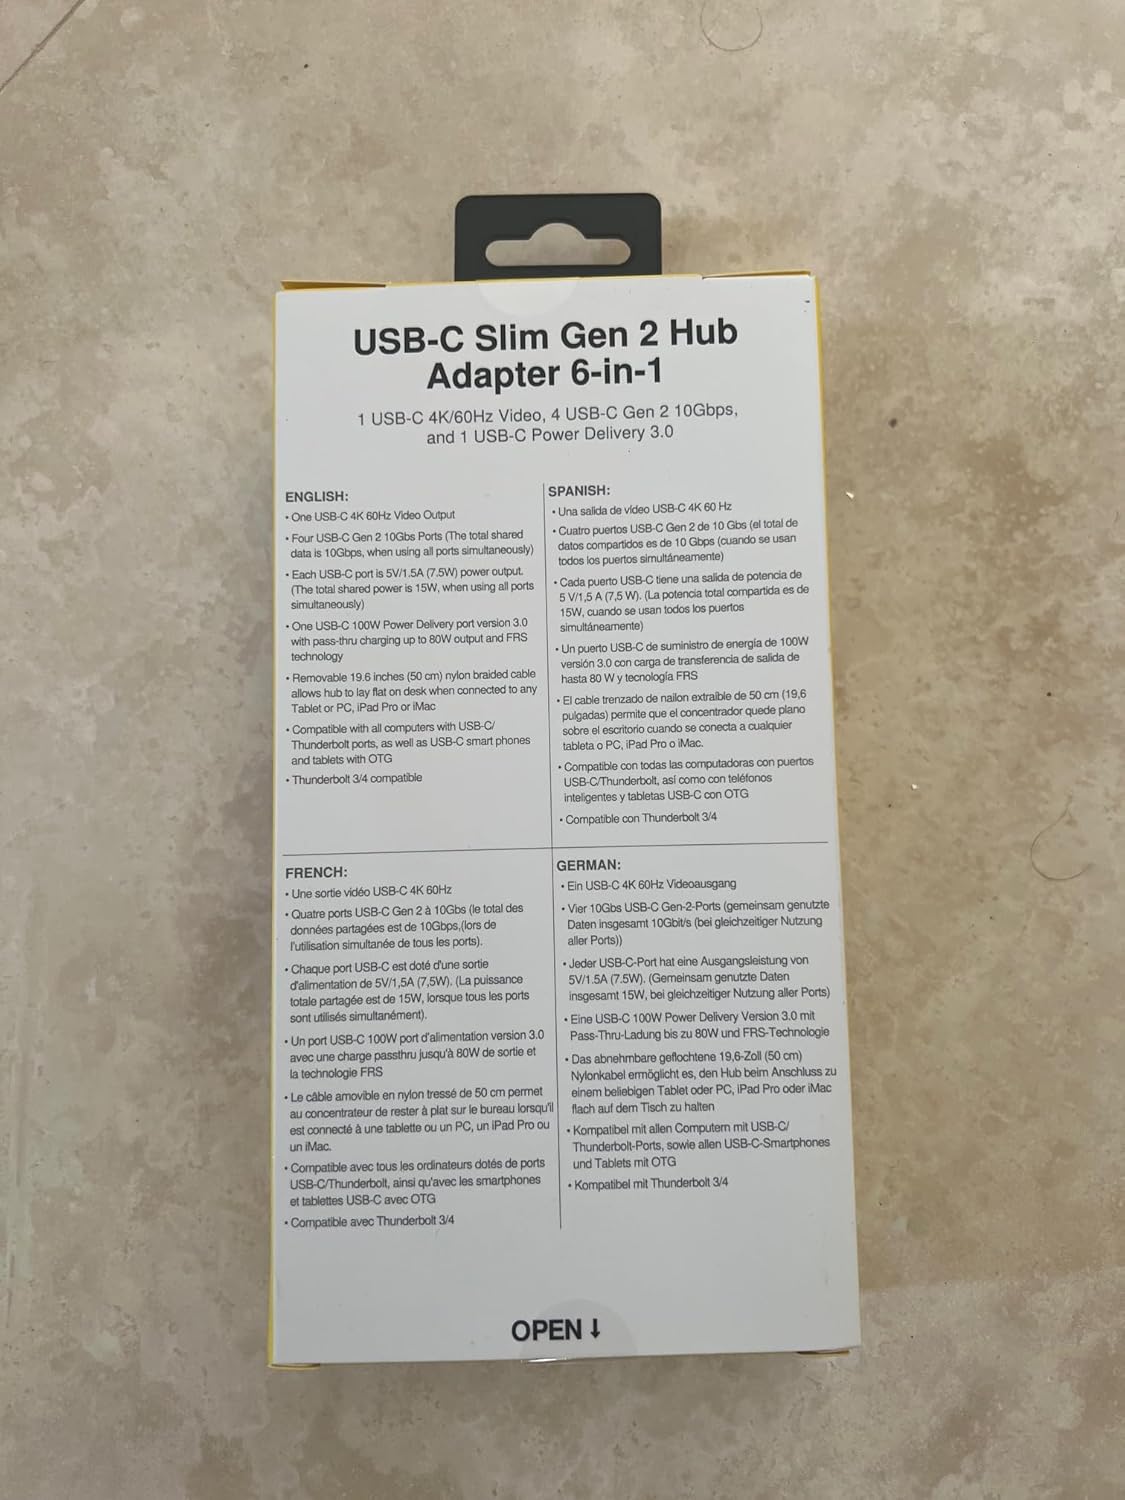 USB-C Slim Gen 2 Hub
Adapter 6-in-1
1 USB-C 4K/60Hz Video, 4 USB-C Gen 2 10Gbps,
and 1 USB-C Power Delivery 3.0
ENGLISH:
• One USB-C 4K 60Hz Video Output
• Four USB-C Gen 2 10Gbs Ports (The total shared
data is 10Gbps, when using all ports simultaneously)
• Each USB-C port is 5V/1.5A (7.5W) power output.
(The total shared power is 15W, when using all ports
simultaneously)
• One USB-C 100W Power Delivery port version 3.0
with pass-thru charging up to 80W output and FRS
technology
• Removable 19.6 inches (50 cm) nylon braided cable
allows hub to lay flat on desk when connected to any
Tablet or PC, iPad Pro or iMac
• Compatible with all computers with USB-C/
Thunderbolt ports, as well as USB-C smart phones
and tablets with OTG
• Thunderbolt 3/4 compatible
SPANISH:
• Una salida de vídeo USB-C 4K 60 Hz
• Cuatro puertos USB-C Gen 2 de 10 Gbs (el total de
datos compartidos es de 10 Gbps (cuando se usan
todos los puertos simultáneamente)
• Cada puerto USB-C tiene una salida de potencia de
5 V/1,5 A (7,5 W). (La potencia total compartida es de
15W, cuando se usan todos los puertos
simultáneamente)
• Un puerto USB-C de suministro de energía de 100W
versión 3.0 con carga de transferencia de salida de
hasta 80 W y tecnología FRS
• El cable trenzado de nailon extraíble de 50 cm (19,6
pulgadas) permite que el concentrador quede plano
sobre el escritorio cuando se conecta a cualquier
tableta o PC, iPad Pro o iMac.
• Compatible con todas las computadoras con puertos
USB-C/Thunderbolt, así como con teléfonos
inteligentes y tabletas USB-C con OTG
• Compatible con Thunderbolt 3/4
FRENCH:
• Une sortie vidéo USB-C 4K 60Hz
• Quatre ports USB-C Gen 2 à 10Gbs (le total des
données partagées est de 10Gbps,(lors de
l'utilisation simultanée de tous les ports).
• Chaque port USB-C est doté d'une sortie
d'alimentation de 5V/1,5A (7,5W). (La puissance
totale partagée est de 15W, lorsque tous les ports
sont utilisés simultanément).
• Un port USB-C 100W port d'alimentation version 3.0
avec une charge passthru jusqu'à 80W de sortie et
la technologie FRS
• Le câble amovible en nylon tressé de 50 cm permet
au concentrateur de rester à plat sur le bureau lorsqu'il
est connecté à une tablette ou un PC, un iPad Pro ou
un iMac.
• Compatible avec tous les ordinateurs dotés de ports
USB-C/Thunderbolt, ainsi qu'avec les smartphones
et tablettes USB-C avec OTG
• Compatible avec Thunderbolt 3/4
GERMAN:
• Ein USB-C 4K 60Hz Videoausgang
• Vier 10Gbs USB-C Gen-2-Ports (gemeinsam genutzte
Daten insgesamt 10Gbit/s (bei gleichzeitiger Nutzung
aller Ports))
• Jeder USB-C-Port hat eine Ausgangsleistung von
5V/1.5A (7.5W). (Gemeinsam genutzte Daten
insgesamt 15W, bei gleichzeitiger Nutzung aller Ports)
• Eine USB-C 100W Power Delivery Version 3.0 mit
Pass-Thru-Ladung bis zu 80W und FRS-Technologie
• Das abnehmbare geflochtene 19,6-Zoll (50 cm)
Nylonkabel ermöglicht es, den Hub beim Anschluss zu
einem beliebigen Tablet oder PC, iPad Pro oder iMac
flach auf dem Tisch zu halten
• Kompatibel mit allen Computern mit USB-C/
Thunderbolt-Ports, sowie allen USB-C-Smartphones
und Tablets mit OTG
• Kompatibel mit Thunderbolt 3/4
OPEN ↓